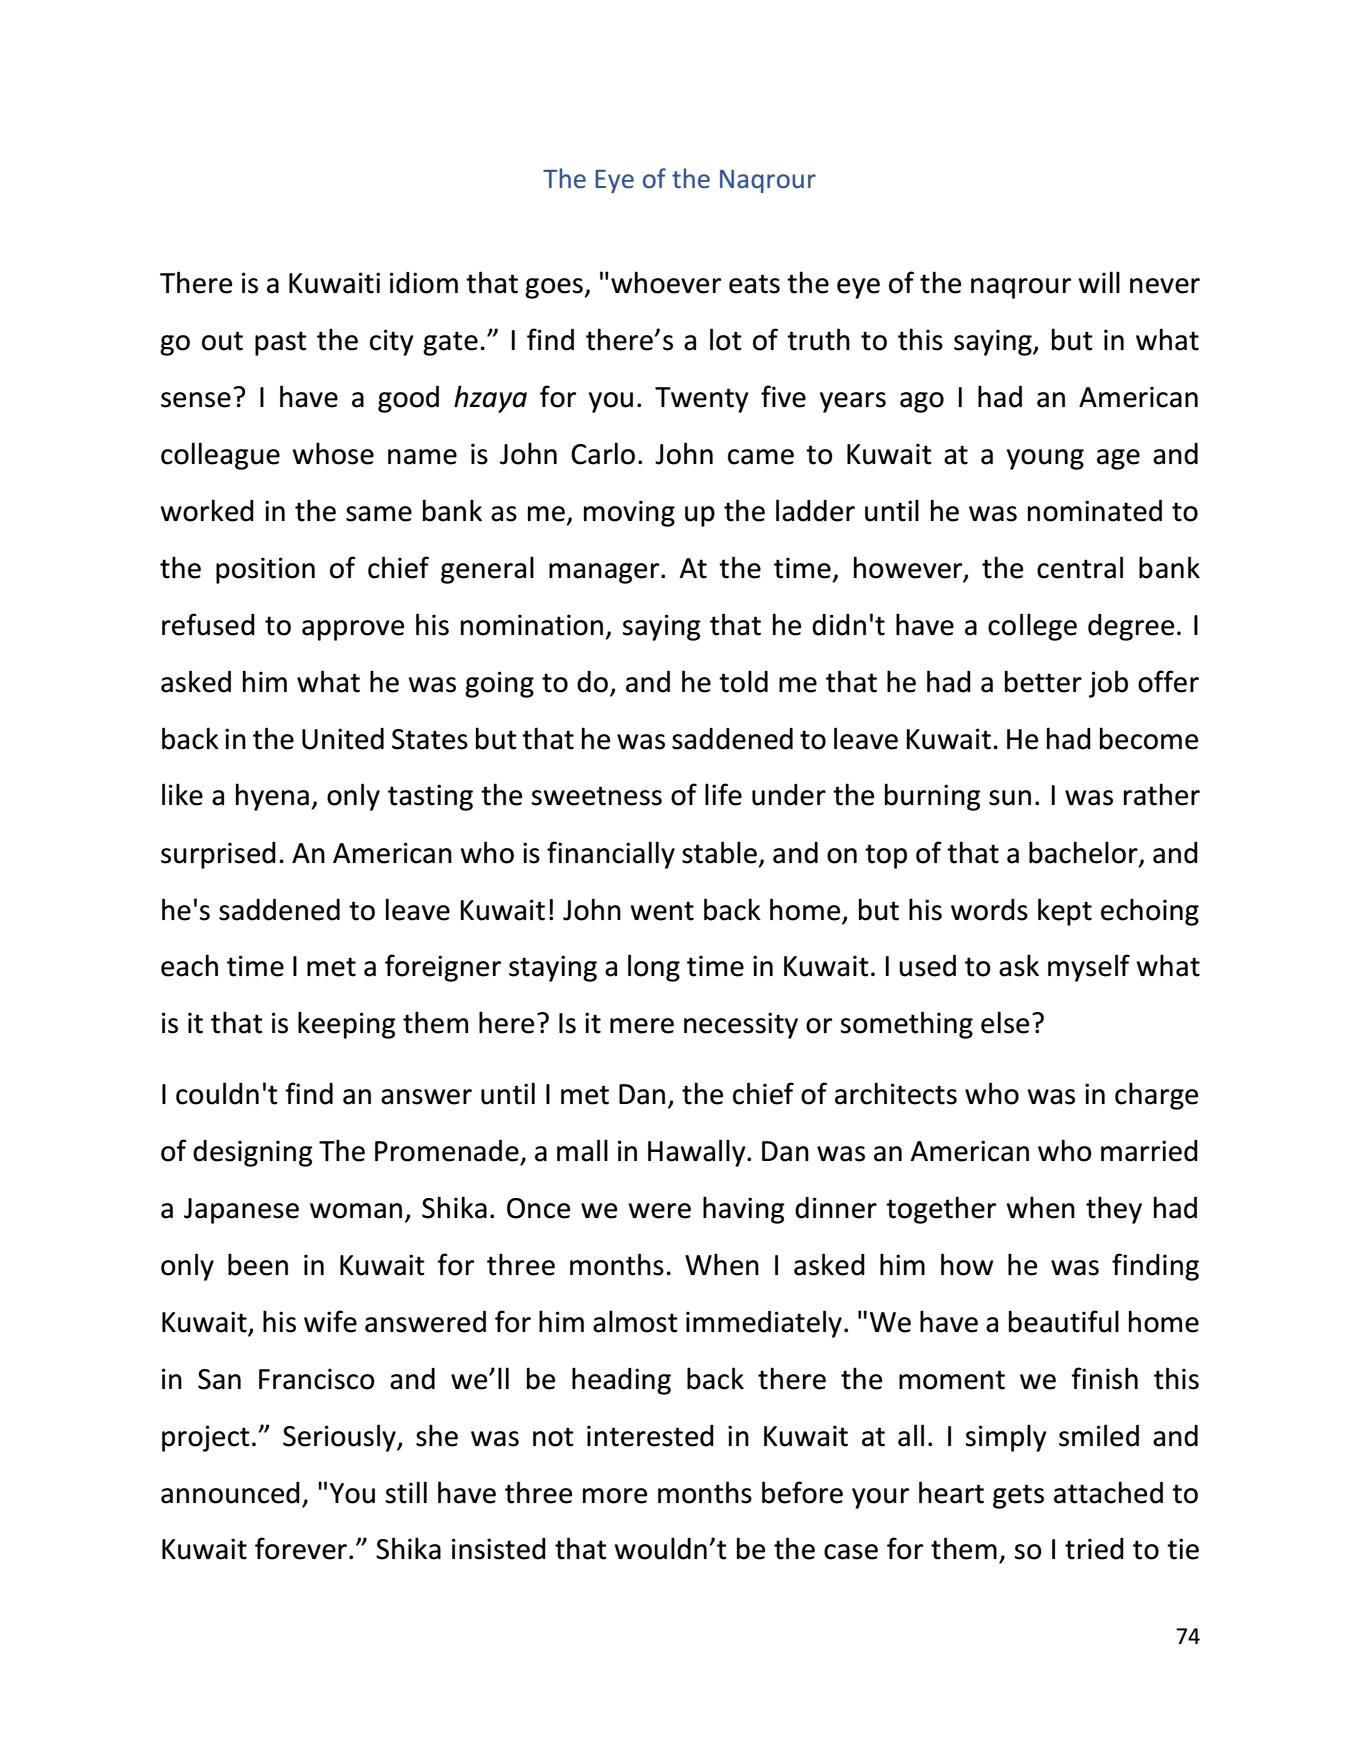 The Eye of the Naqrour
There is a Kuwaiti idiom that goes, "whoever eats the eye of the naqrour will never
go out past the city gate.” I find there’s a lot of truth to this saying, but in what
sense? I have a good hzaya for you. Twenty five years ago I had an American
colleague whose name is John Carlo. John came to Kuwait at a young age and
worked in the same bank as me, moving up the ladder until he was nominated to
the position of chief general manager. At the time, however, the central bank
refused to approve his nomination, saying that he didn't have a college degree. I
asked him what he was going to do, and he told me that he had a better job offer
back in the United States but that he was saddened to leave Kuwait. He had become
like a hyena, only tasting the sweetness of life under the burning sun. I was rather
surprised. An American who is financially stable, and on top of that a bachelor, and
he's saddened to leave Kuwait! John went back home, but his words kept echoing
each time I met a foreigner staying a long time in Kuwait. I used to ask myself what
is it that is keeping them here? Is it mere necessity or something else?
I couldn't find an answer until I met Dan, the chief of architects who was in charge
of designing The Promenade, a mall in Hawally. Dan was an American who married
a Japanese woman, Shika. Once we were having dinner together when they had
only been in Kuwait for three months. When I asked him how he was finding
Kuwait, his wife answered for him almost immediately. "We have a beautiful home
in San Francisco and we’ll be heading back there the moment we finish this
project.” Seriously, she was not interested in Kuwait at all. I simply smiled and
announced, "You still have three more months before your heart gets attached to
Kuwait forever.” Shika insisted that wouldn’t be the case for them, so I tried to tie
74